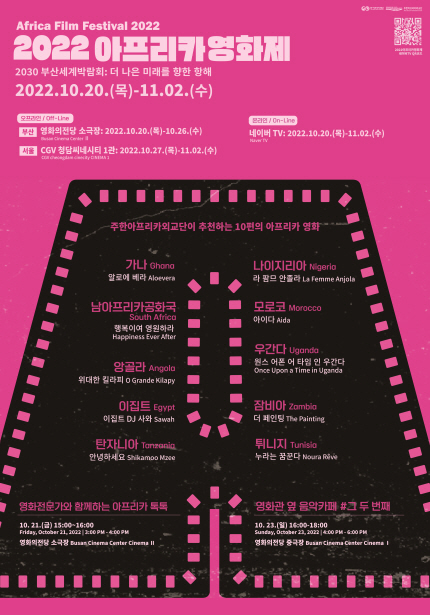 Africa Film Festival 2022
2022 아프리카영화제
2030 부산세계박람회: 더 나은 미래를 향한 항해
2022.10.20.(목)-11.02.(수)
오프라인 / Off-Line
부산 영화의전당 소극장: 2022.10.20.(목)-10.26.(수)
Busan Cinema Center Ⅱ
서울 CGV 청담씨네시티 1관: 2022.10.27.(목)-11.02.(수)
CGV cheongdam cinecity CINEMA 1
온라인 / On-Line
네이버 TV: 2022.10.20.(목)-11.02.(수)
Naver TV
주한아프리카외교단이 추천하는 10편의 아프리카 영화
가나 Ghana
알로에 베라 Aloevera
남아프리카공화국
South Africa
행복이여 영원하라
Happiness Ever After
앙골라 Angola
위대한 킬라피 O Grande Kilapy
이집트 Egypt
이집트 DJ 사와 Sawah
탄자니아 Tanzania
안녕하세요 Shikamoo Mzee
나이지리아 Nigeria
라 팜므 안졸라 La Femme Anjola
모로코 Morocco
아이다 Aida
우간다 Uganda
원스 어폰 어 타임 인 우간다
Once Upon a Time in Uganda
잠비아 Zambia
더 페인팅 The Painting
튀니지 Tunisia
누라는 꿈꾼다 Noura Rêve
영화전문가와 함께하는 아프리카 톡톡
10. 21.(금) 15:00~16:00
Friday, October 21, 2022 | 3:00 PM - 4:00 PM
영화의전당 소극장 Busan Cinema Center Cinema Ⅱ
영화관 옆 음악카페 #그 두 번째
10. 23.(일) 16:00-18:00
Sunday, October 23, 2022 | 4:00 PM - 6:00 PM
영화의전당 중극장 Busan Cinema Center Cinema Ⅰ